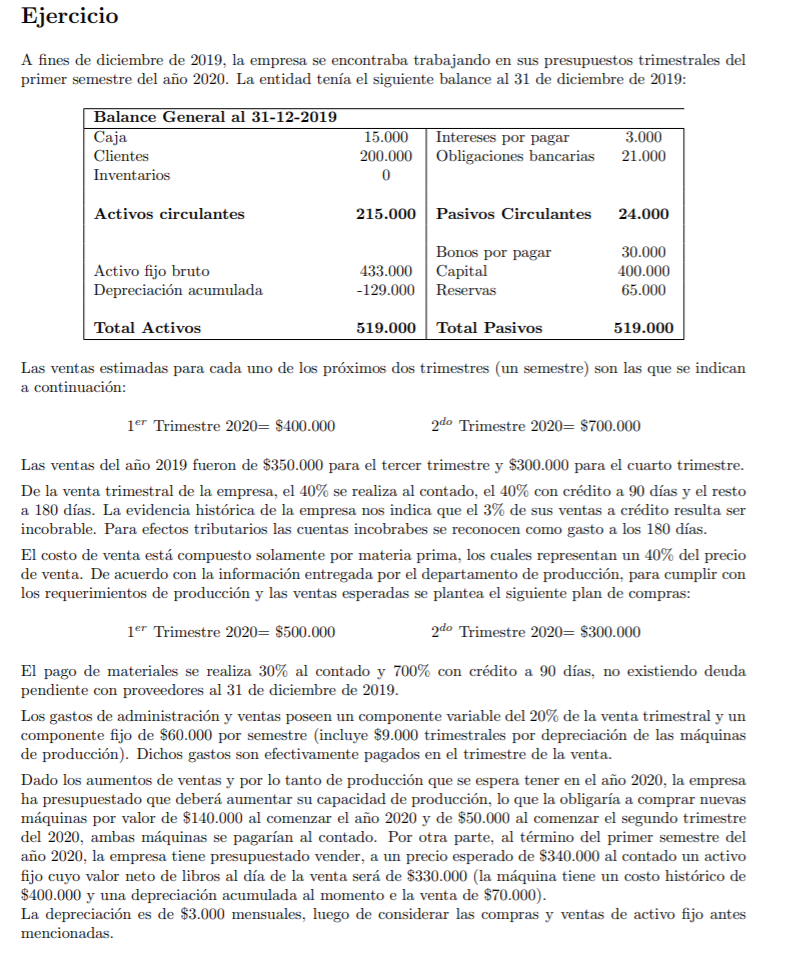 Ejercicio
A fines de diciembre de 2019, la empresa se encontraba trabajando en sus presupuestos trimestrales del
primer semestre del año 2020. La entidad tenía el siguiente balance al 31 de diciembre de 2019:
Balance General al 31-12-2019
Caja 15.000 Intereses por pagar 3.000
Clientes 200.000 Obligaciones bancarias 21.000
Inventarios 0
Activos circulantes 215.000 Pasivos Circulantes 24.000
Bonos por pagar 30.000
Activo fijo bruto 433.000 Capital 400.000
Depreciación acumulada -129.000 Reservas 65.000
Total Activos 519.000 Total Pasivos 519.000
Las ventas estimadas para cada uno de los próximos dos trimestres (un semestre) son las que se indican
a continuación:
1er Trimestre 2020= $400.000 2do Trimestre 2020= $700.000
Las ventas del año 2019 fueron de $350.000 para el tercer trimestre y $300.000 para el cuarto trimestre.
De la venta trimestral de la empresa, el 40% se realiza al contado, el 40% con crédito a 90 días y el resto
a 180 días. La evidencia histórica de la empresa nos indica que el 3% de sus ventas a crédito resulta ser
incobrable. Para efectos tributarios las cuentas incobrabes se reconocen como gasto a los 180 días.
El costo de venta está compuesto solamente por materia prima, los cuales representan un 40% del precio
de venta. De acuerdo con la información entregada por el departamento de producción, para cumplir con
los requerimientos de producción y las ventas esperadas se plantea el siguiente plan de compras:
1er Trimestre 2020= $500.000 2do Trimestre 2020= $300.000
El pago de materiales se realiza 30% al contado y 700% con crédito a 90 días, no existiendo deuda
pendiente con proveedores al 31 de diciembre de 2019.
Los gastos de administración y ventas poseen un componente variable del 20% de la venta trimestral y un
componente fijo de $60.000 por semestre (incluye $9.000 trimestrales por depreciación de las máquinas
de producción). Dichos gastos son efectivamente pagados en el trimestre de la venta.
Dado los aumentos de ventas y por lo tanto de producción que se espera tener en el año 2020, la empresa
ha presupuestado que deberá aumentar su capacidad de producción, lo que la obligaría a comprar nuevas
máquinas por valor de $140.000 al comenzar el año 2020 y de $50.000 al comenzar el segundo trimestre
del 2020, ambas máquinas se pagarían al contado. Por otra parte, al término del primer semestre del
año 2020, la empresa tiene presupuestado vender, a un precio esperado de $340.000 al contado un activo
fijo cuyo valor neto de libros al día de la venta será de $330.000 (la máquina tiene un costo histórico de
$400.000 y una depreciación acumulada al momento e la venta de $70.000).
La depreciación es de $3.000 mensuales, luego de considerar las compras y ventas de activo fijo antes
mencionadas.